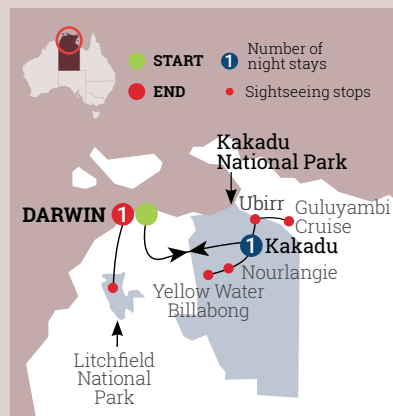 START
END
1
Number of
night stays
Sightseeing stops
Kakadu
National Park
Ubirr
Guluyambi
Cruise
DARWIN
1
1
Kakadu
Nourlangie
Yellow Water
Billabong
Litchfield
National
Park